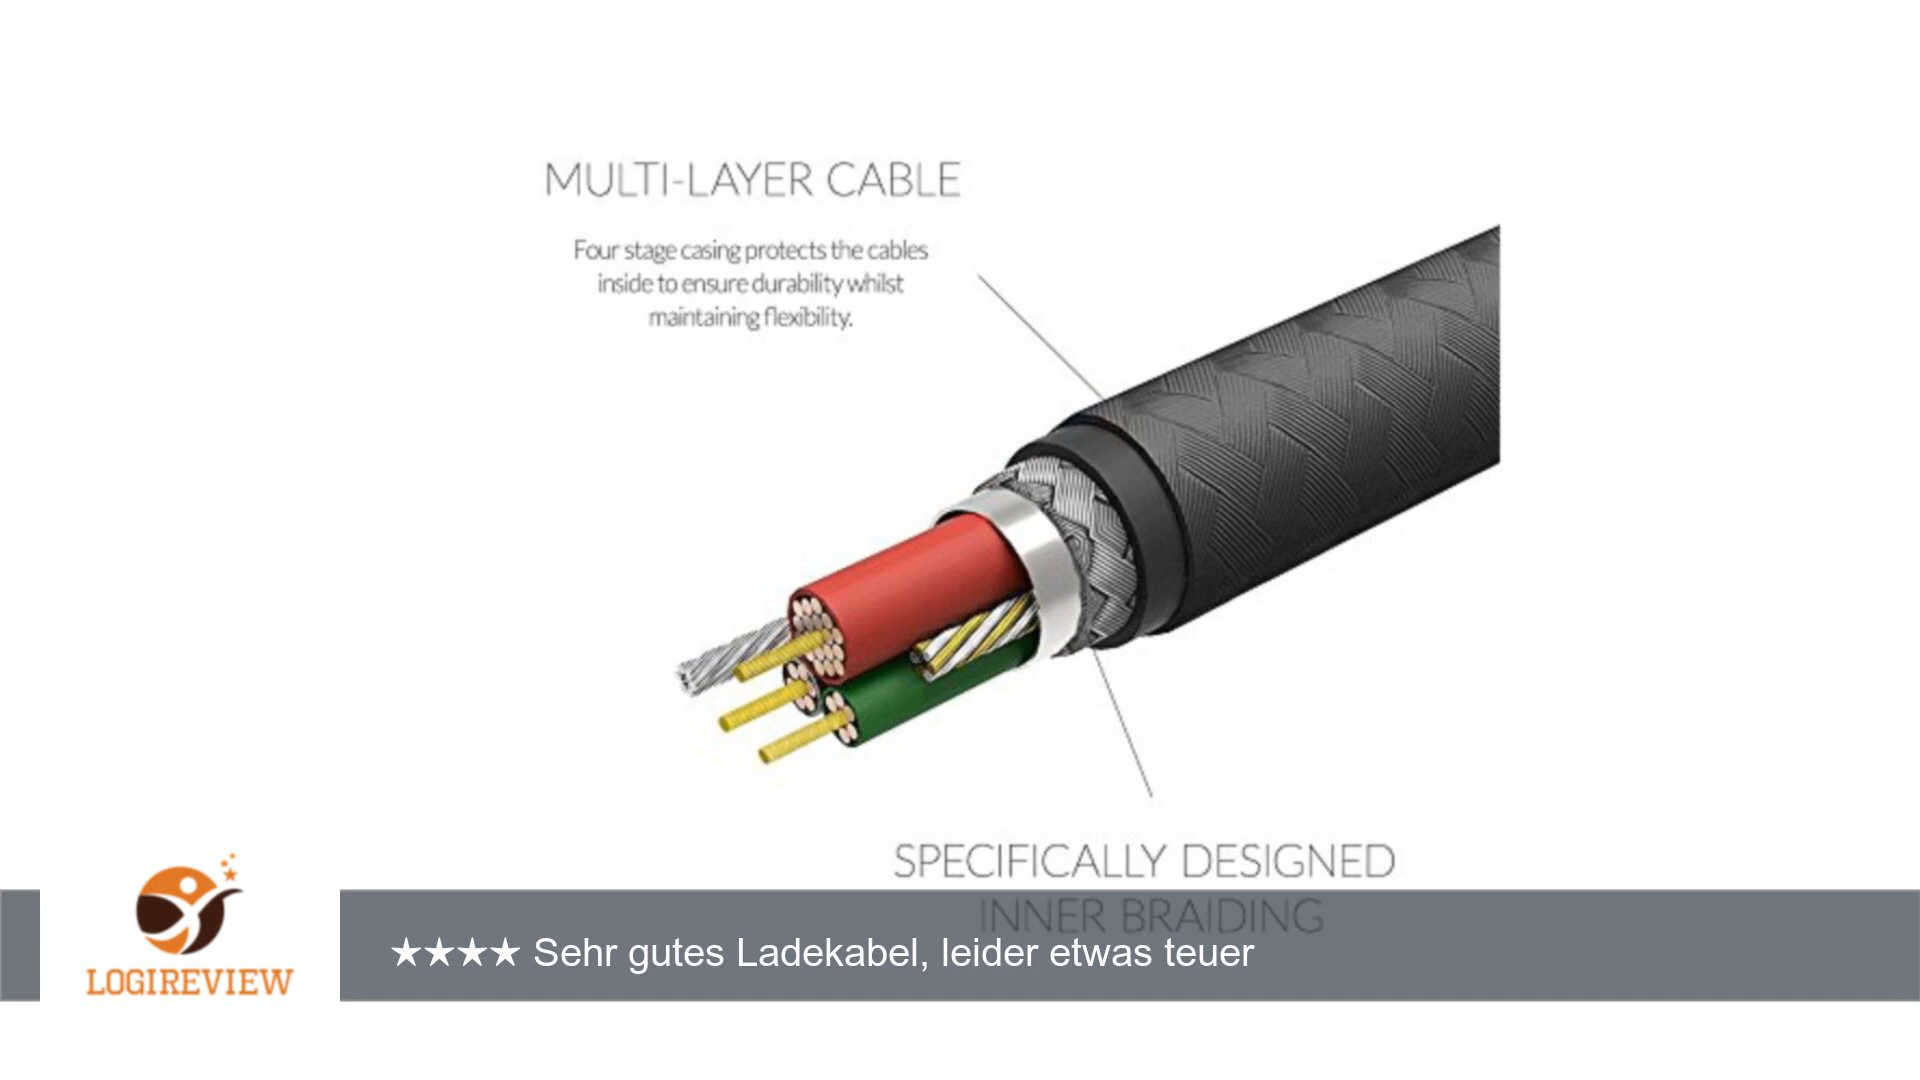 MULTI-LAYER CABLE
Four stage casing protects the cables
inside to ensure durability whilst
maintaining flexibility.
SPECIFICALLY DESIGNED
INNER BRAIDING
★★★★ Sehr gutes Ladekabel, leider etwas teuer
LOGIREVIEW